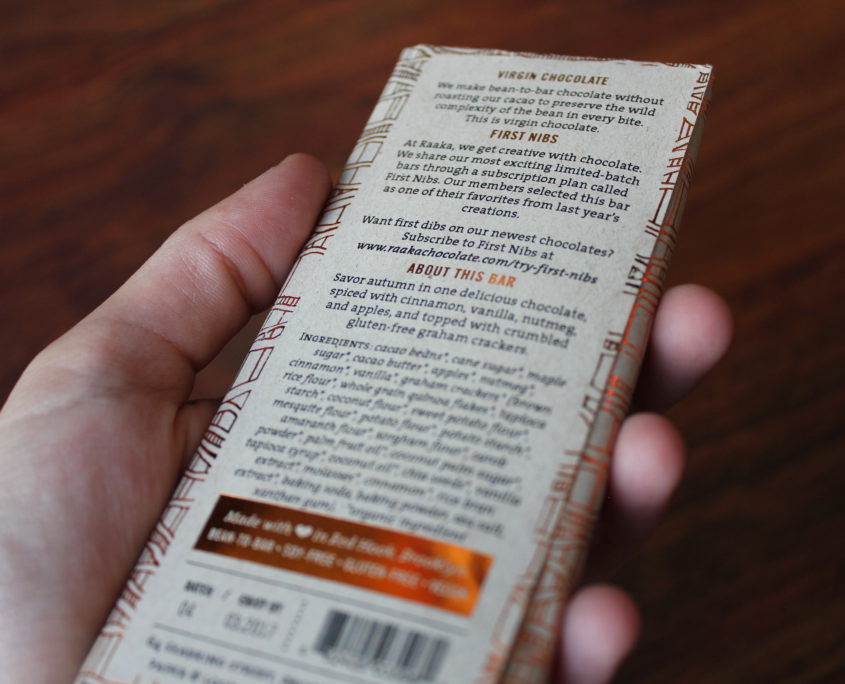 VIRGIN CHOCOLATE
We make bean-to-bar chocolate without
roasting our cacao to preserve the wild
complexity of the bean in every bite.
This is virgin chocolate.
FIRST NIBS
At Raaka, we get creative with chocolate.
We share our most exciting limited-batch
bars through a subscription plan called
First Nibs. Our members selected this bar
as one of their favorites from last year's
creations.
Want first dibs on our newest chocolates?
Subscribe to First Nibs at
www.raakachocolate.com/try-first-nibs
ABOUT THIS BAR
Savor autumn in one delicious chocolate,
spiced with cinnamon, vanilla, nutmeg,
and apples, and topped with crumbled
gluten-free graham crackers.
INGREDIENTS: cacao beans*, cane sugar*, maple
sugar*, cacao butter*, apples*, nutmeg*,
cinnamon*, vanilla*, graham crackers* (brown
rice flour*, whole grain quinoa flakes*, tapioca
starch*, coconut flour*, sweet potato flour*,
mesquite flour*, potato flour*, potato starch*,
amaranth flour*, sorghum flour*, carob
powder*, palm fruit oil*, coconut palm sugar*,
tapioca syrup*, coconut oil*, chia seeds*, vanilla
extract*, molasses*, cinnamon*, rice bran
extract*, baking soda, baking powder, sea salt,
xanthan gum). *organic ingredient
Made with ♥ in Red Hook, Brooklyn
BEAN-TO-BAR • SOY-FREE • GLUTEN-FREE • VEGAN
BATCH / ENJOY BY
04